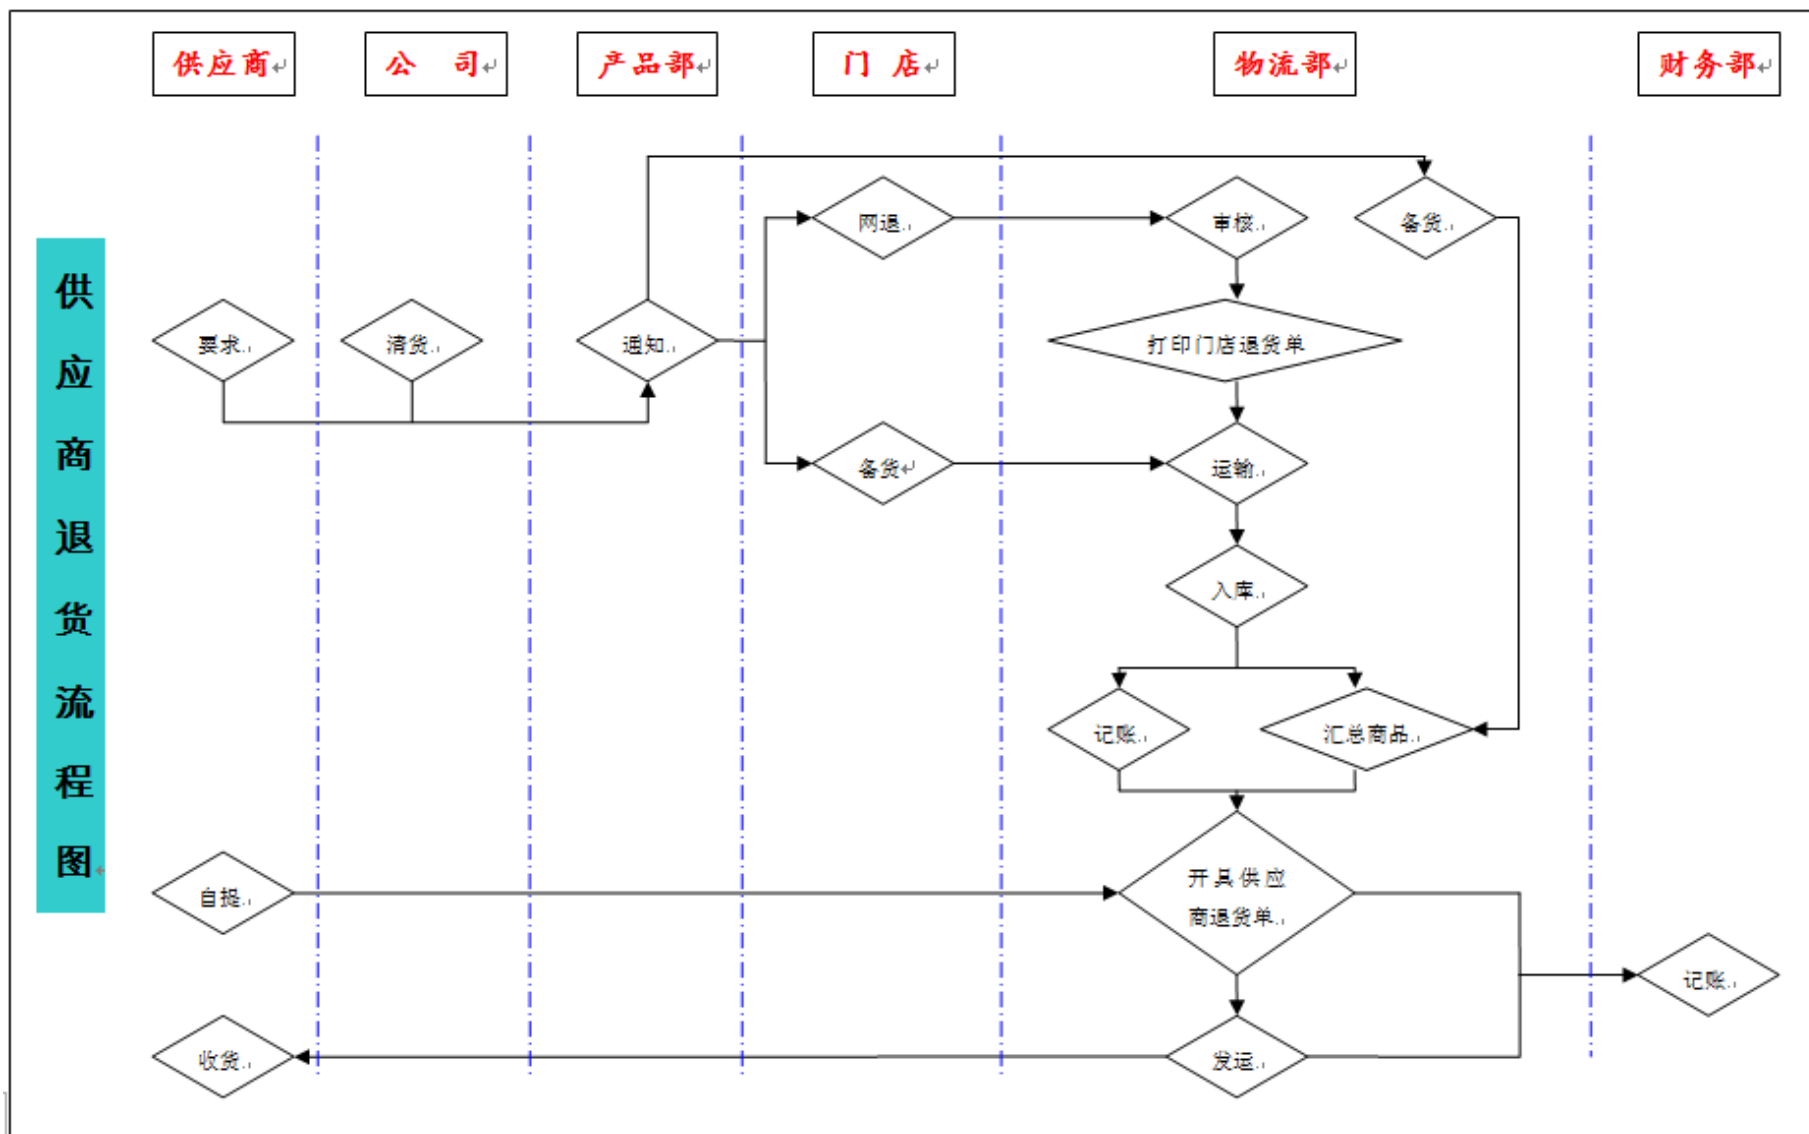 供应商
公 司
产品部
门 店
物流部
财务部
供应商退货流程图
网退
审核
备货
要求
清货
通知
打印门店退货单
备货
运输
入库
记账
汇总商品
自提
开具供应
商退货单
记账
收货
发运